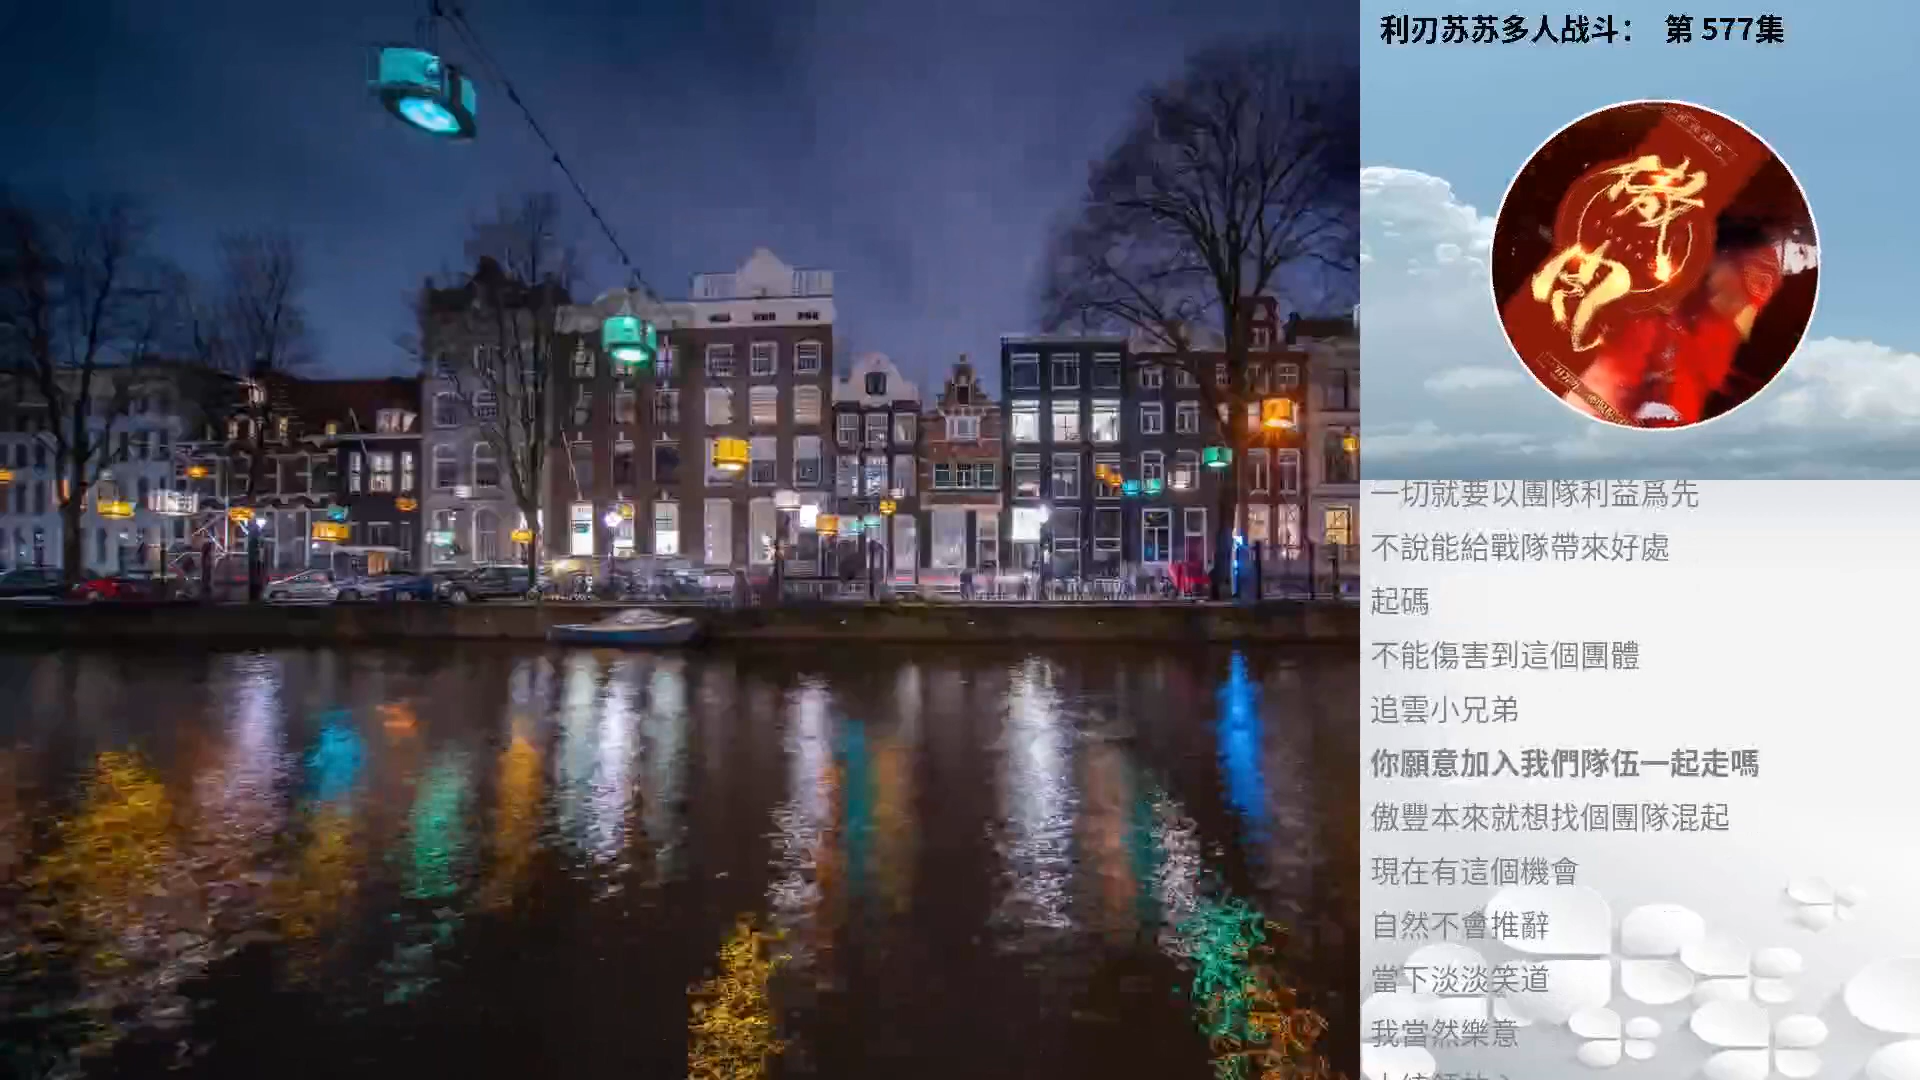 利刃苏苏多人战斗： 第 577集
一切就要以團隊利益爲先
不說能給戰隊帶來好處
起碼
不能傷害到這個團體
追雲小兄弟
你願意加入我們隊伍一起走嗎
傲豐本來就想找個團隊混起
現在有這個機會
自然不會推辭
當下淡淡笑道
我當然樂意